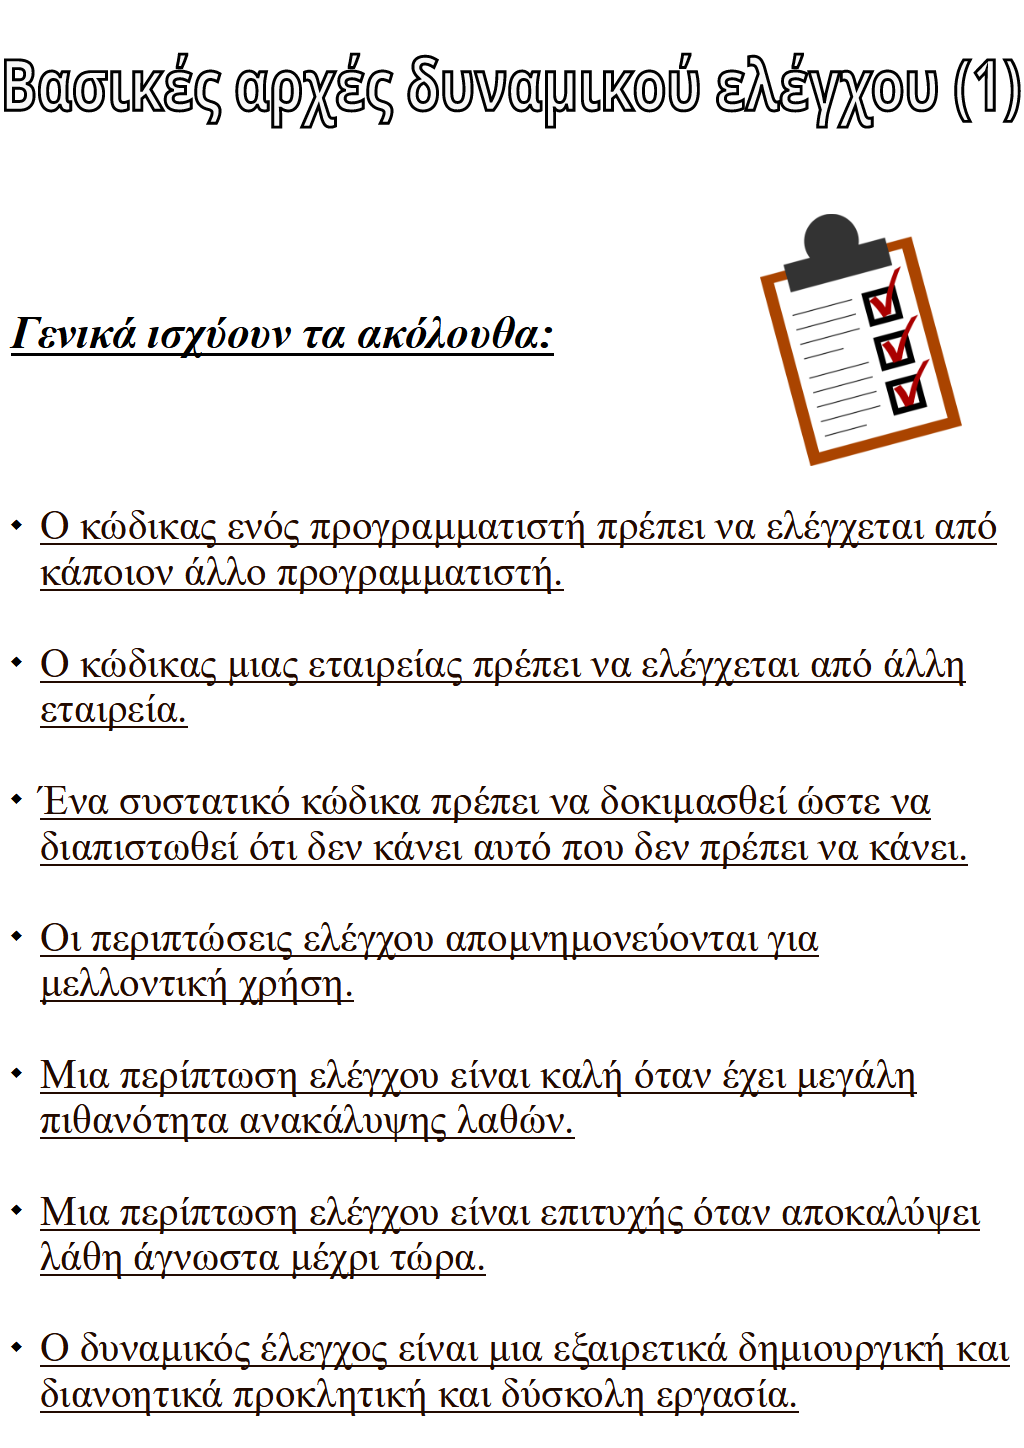 Βασικές αρχές δυναμικού ελέγχου (1)
Γενικά ισχύουν τα ακόλουθα:
Ο κώδικας ενός προγραμματιστή πρέπει να ελέγχεται από
κάποιον άλλο προγραμματιστή.
Ο κώδικας μιας εταιρείας πρέπει να ελέγχεται από άλλη
εταιρεία.
Ένα συστατικό κώδικα πρέπει να δοκιμασθεί ώστε να
διαπιστωθεί ότι δεν κάνει αυτό που δεν πρέπει να κάνει.
Οι περιπτώσεις ελέγχου απομνημονεύονται για
μελλοντική χρήση.
Μια περίπτωση ελέγχου είναι καλή όταν έχει μεγάλη
πιθανότητα ανακάλυψης λαθών.
Μια περίπτωση ελέγχου είναι επιτυχής όταν αποκαλύψει
λάθη άγνωστα μέχρι τώρα.
Ο δυναμικός έλεγχος είναι μια εξαιρετικά δημιουργική και
διανοητικά προκλητική και δύσκολη εργασία.